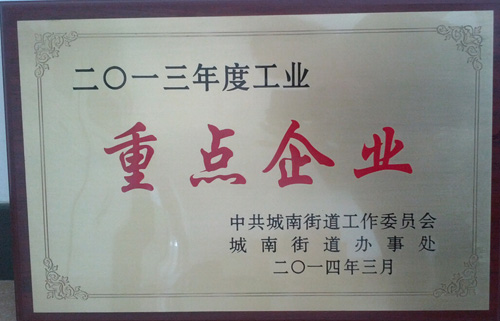 二〇一三年度工业
重点企业
中共城南街道工作委员会
城南街道办事处
二〇一四年三月